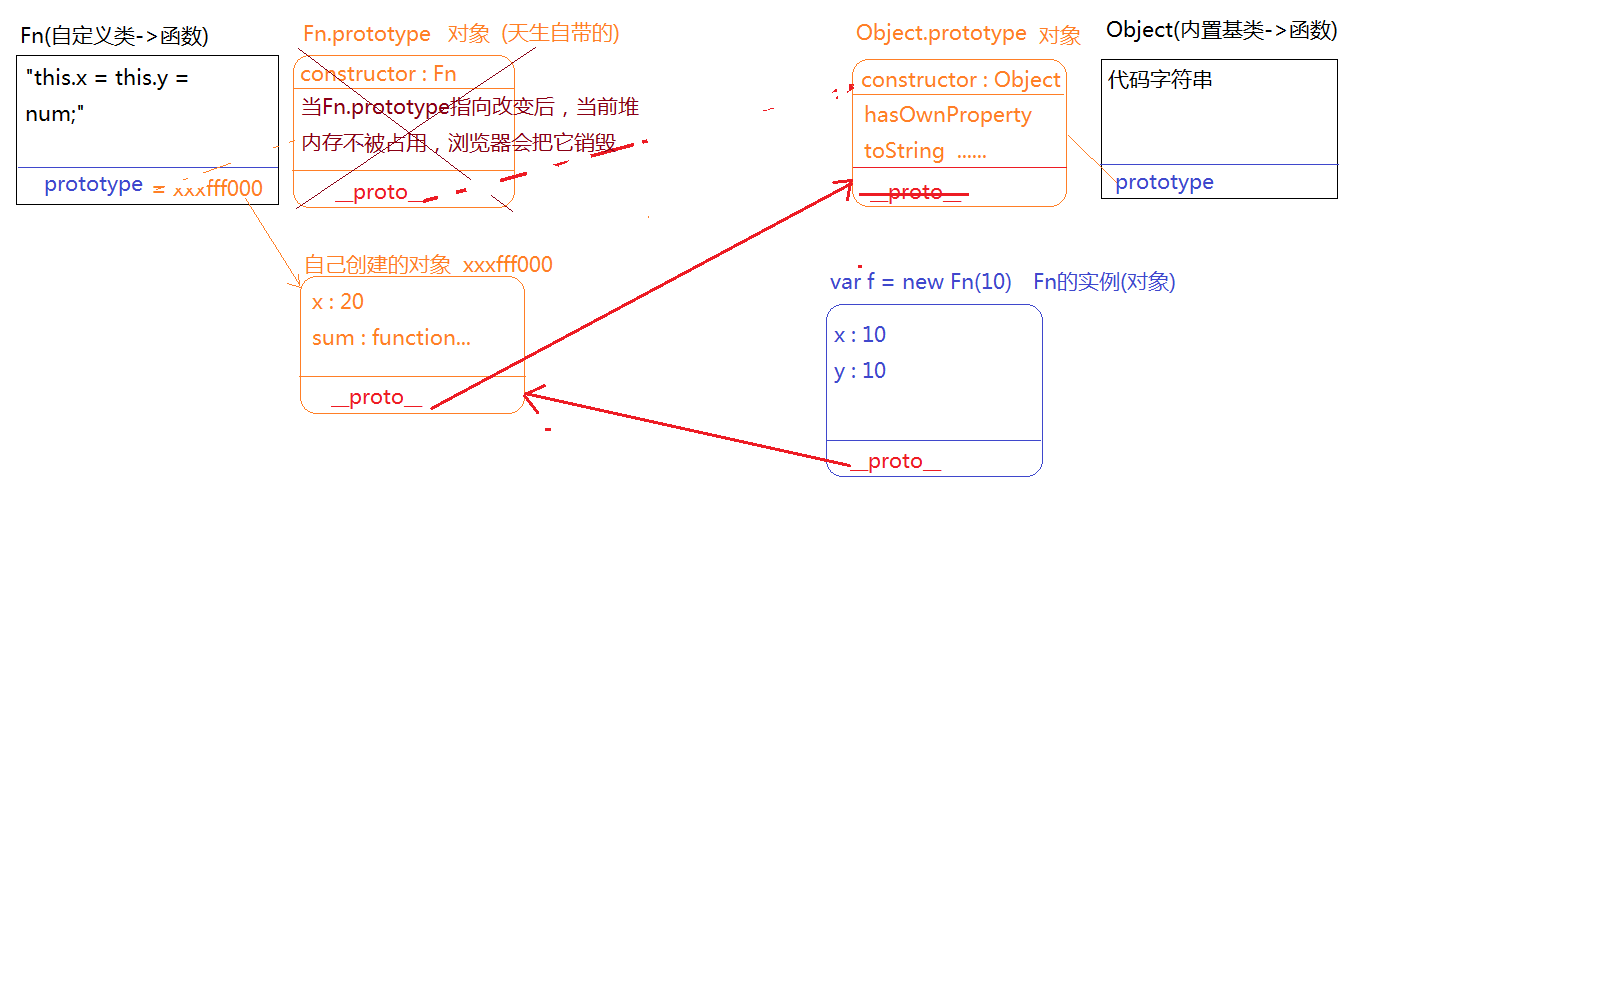 Fn(自定义类->函数)
"this.x = this.y =
num;"
prototype = xxxfff000
Fn.prototype 对象 (天生自带的)
constructor : Fn
当Fn.prototype指向改变后，当前堆
内存不被占用，浏览器会把它销毁
__proto__
自己创建的对象 xxxfff000
x : 20
sum : function...
__proto__
Object.prototype 对象
constructor : Object
hasOwnProperty
toString ......
__proto__
Object(内置基类->函数)
代码字符串
prototype
var f = new Fn(10) Fn的实例(对象)
x : 10
y : 10
__proto__